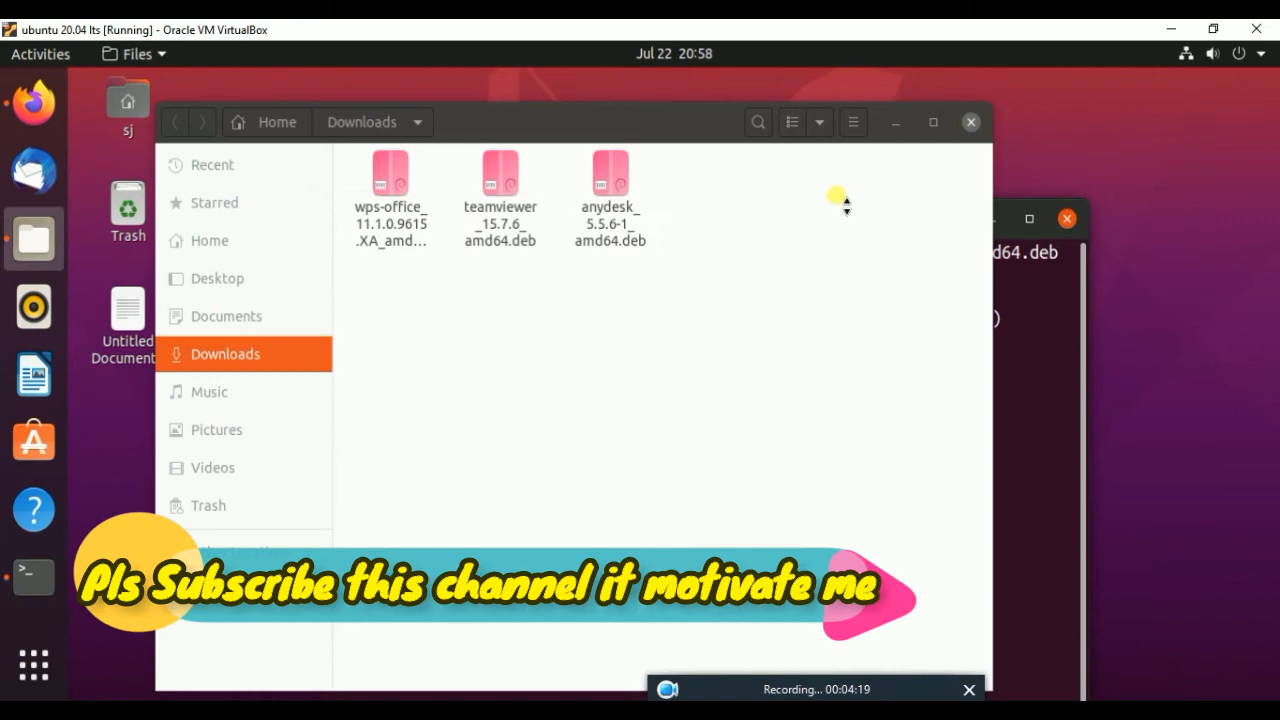 ubuntu 20.04 lts [Running] - Oracle VM VirtualBox
Activities
Files
Jul 22 20:58
sj
Trash
Untitled
Document
Home
Downloads
Recent
Starred
Home
Desktop
Documents
Downloads
Music
Pictures
Videos
Trash
wps-office_
11.1.0.9615
.XA_amd...
teamviewer
_15.7.6_
amd64.deb
anydesk_
5.5.6-1_
amd64.deb
d64.deb
)
Pls Subscribe this channel it motivate me
Recording... 00:04:19